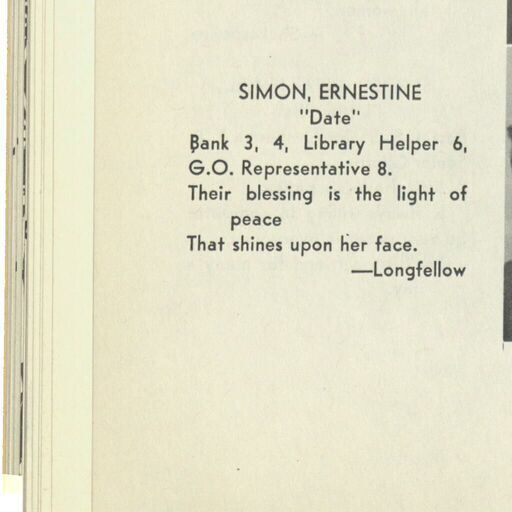 SIMON, ERNESTINE
"Date"
Bank 3, 4, Library Helper 6,
G.O. Representative 8.
Their blessing is the light of
peace
That shines upon her face.
—Longfellow